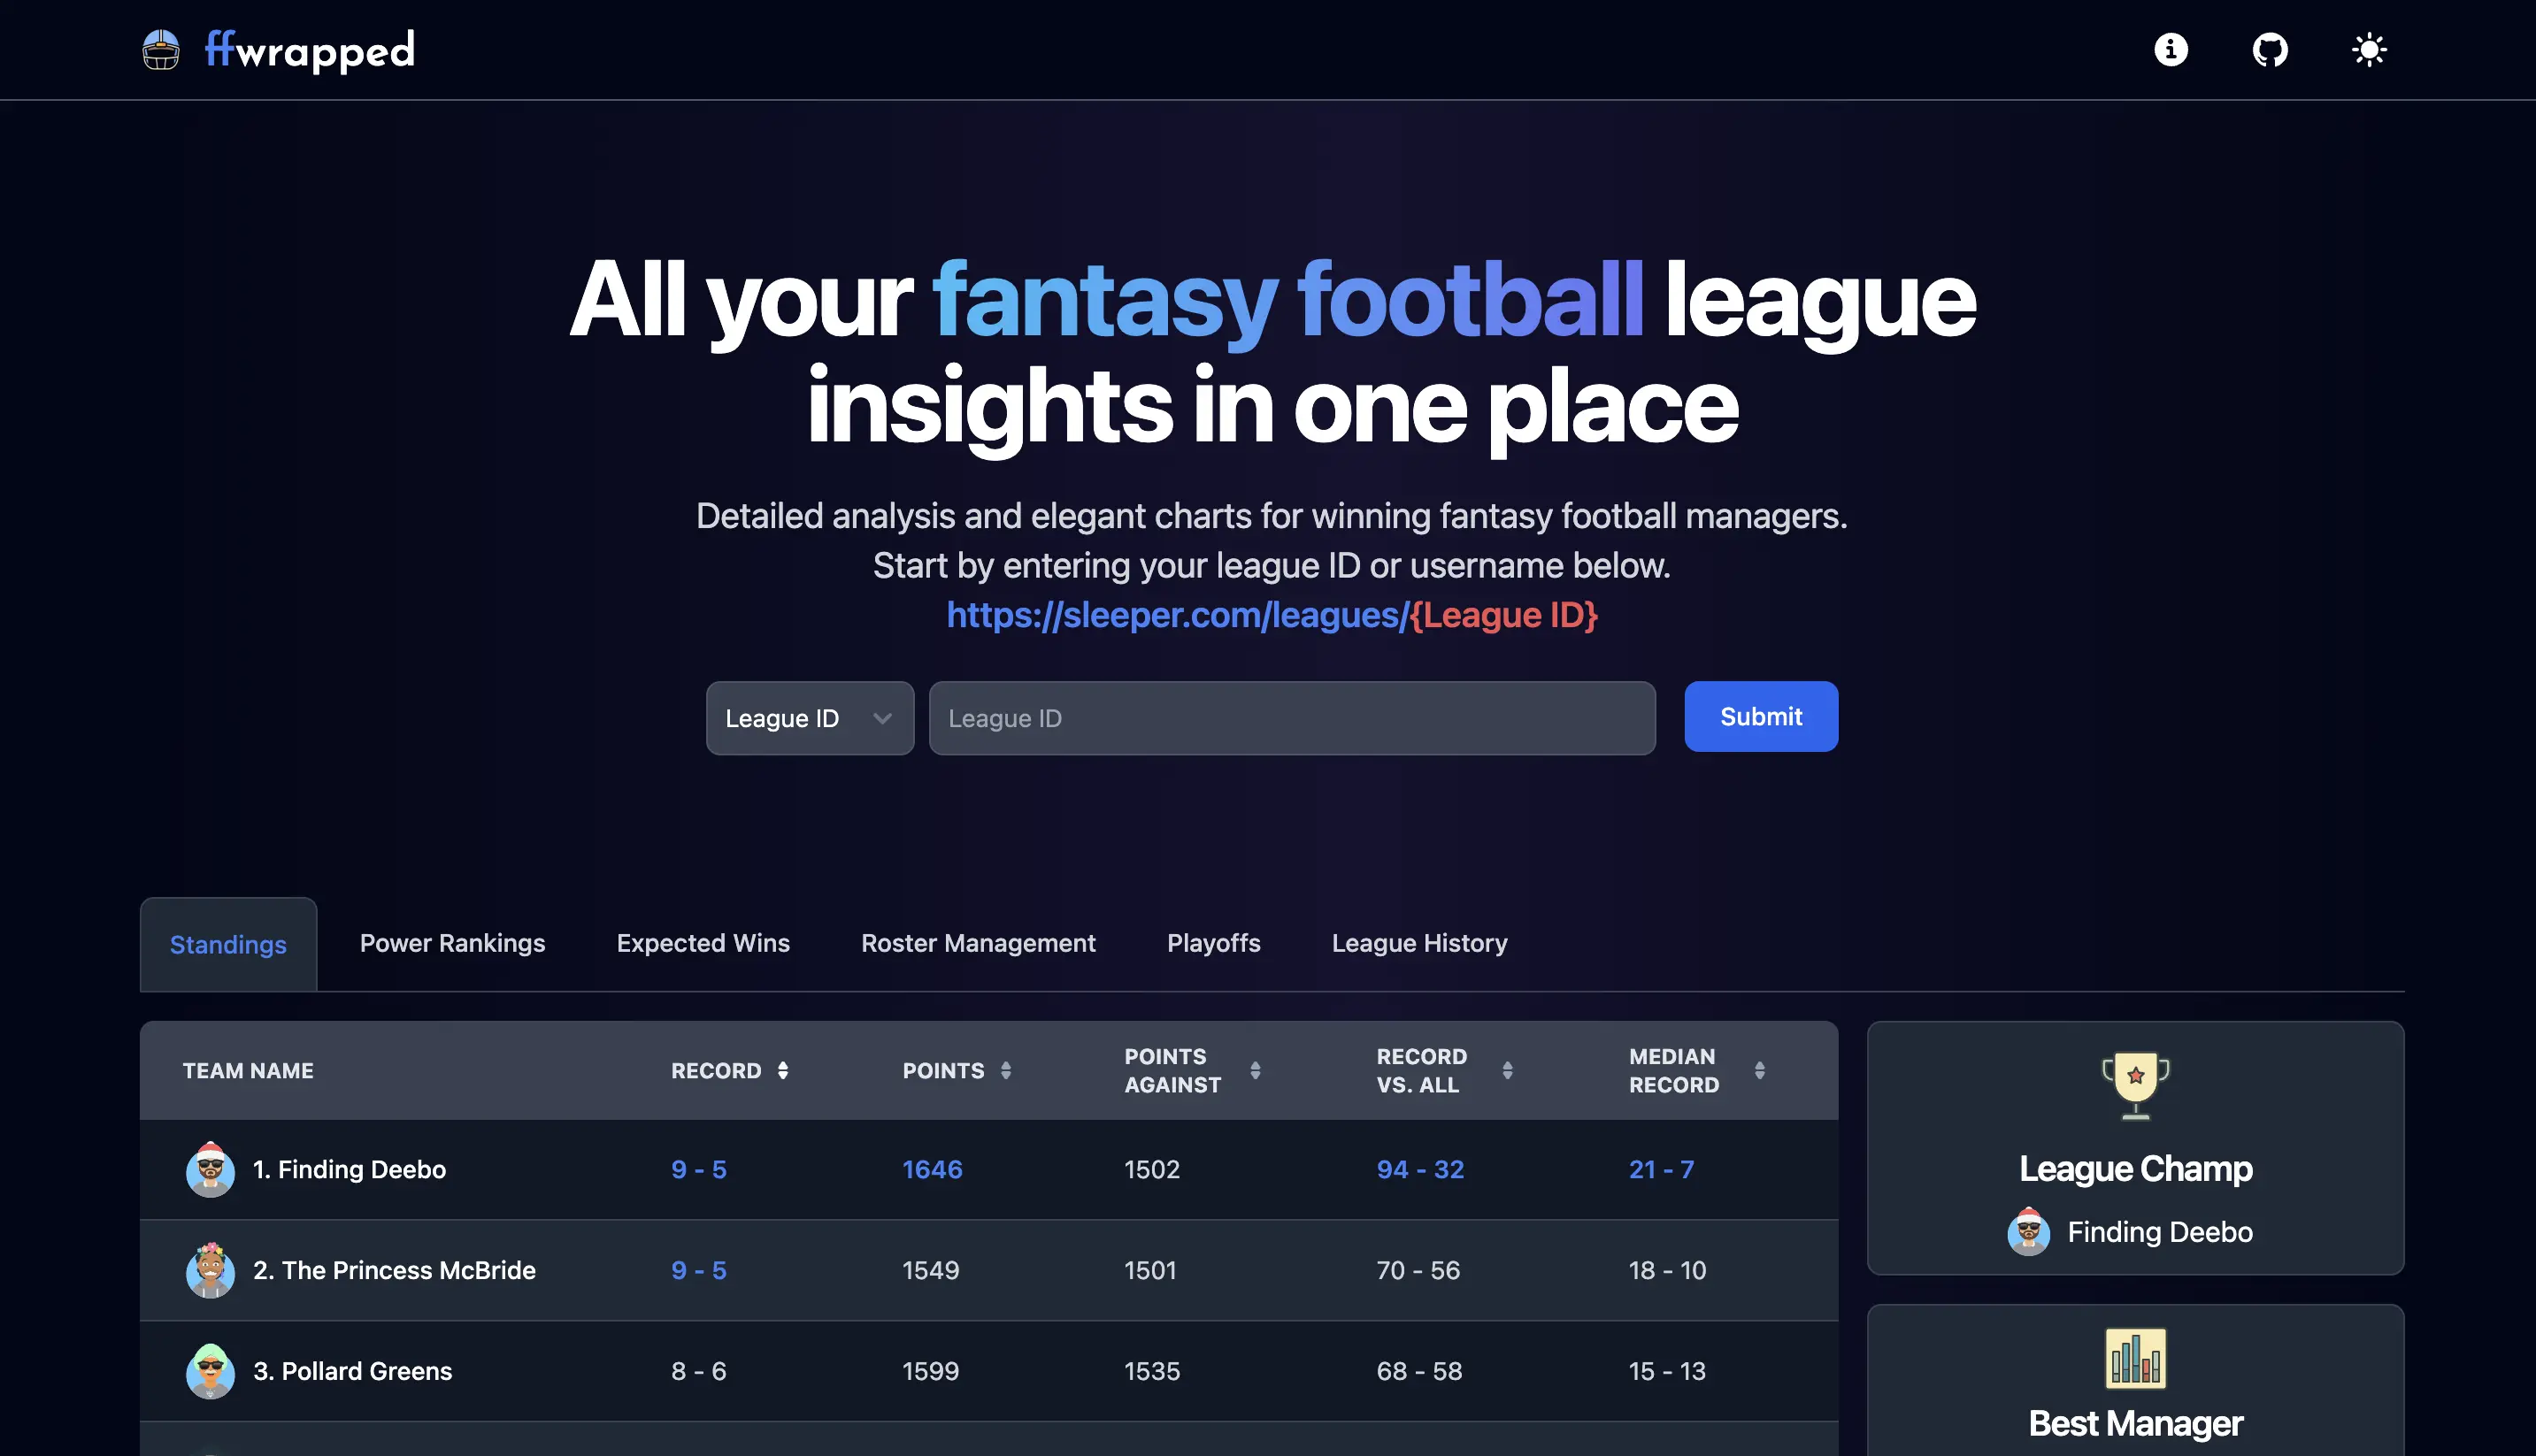 ffwrapped
All your fantasy football league
insights in one place
Detailed analysis and elegant charts for winning fantasy football managers.
Start by entering your league ID or username below.
https://sleeper.com/leagues/{League ID}
League ID
League ID
Submit
Standings
Power Rankings
Expected Wins
Roster Management
Playoffs
League History
TEAM NAME
RECORD
POINTS
POINTS AGAINST
RECORD VS. ALL
MEDIAN RECORD
1. Finding Deebo 9 - 5 1646 1502 94 - 32 21 - 7
2. The Princess McBride 9 - 5 1549 1501 70 - 56 18 - 10
3. Pollard Greens 8 - 6 1599 1535 68 - 58 15 - 13
League Champ
Finding Deebo
Best Manager